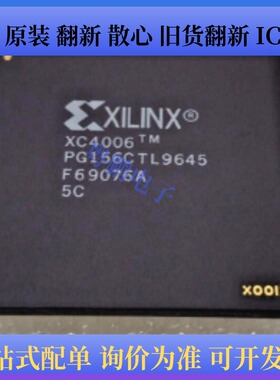 原装 翻新 散心 旧货翻新 IC
XILINX®
XC4006™
PG156CTL9645
F69076A
5C
站式配单 询价为准 可开发